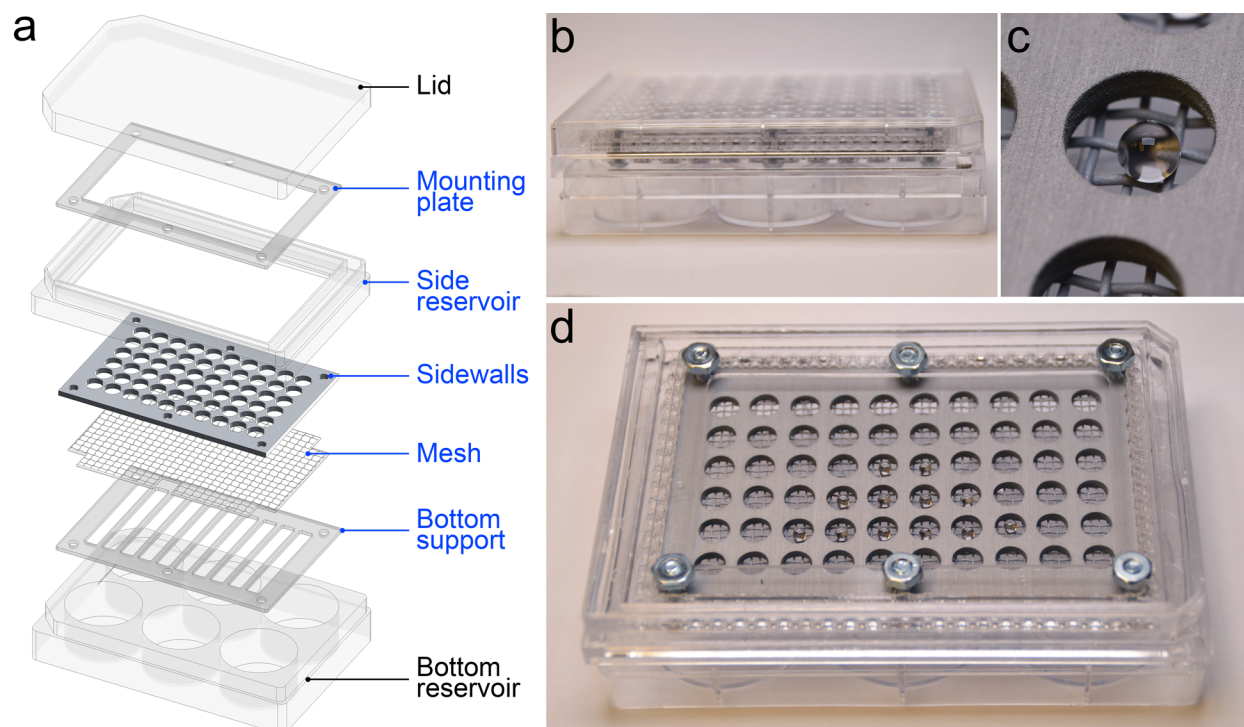 a
Lid
Mounting
plate
Side
reservoir
Sidewalls
Mesh
Bottom
support
Bottom
reservoir
b
c
d